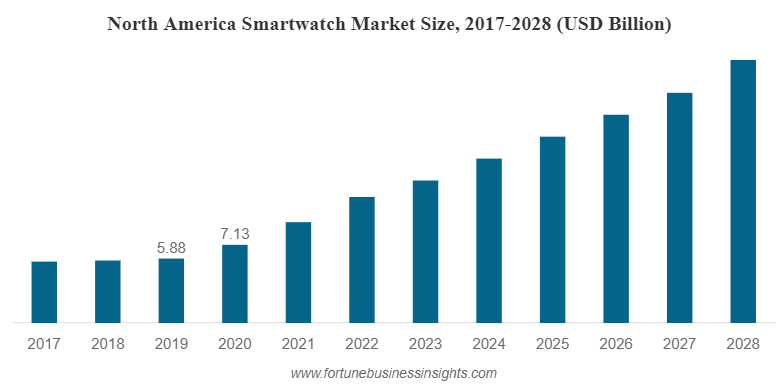 North America Smartwatch Market Size, 2017-2028 (USD Billion)
5.88
7.13
2017 2018 2019 2020 2021 2022 2023 2024 2025 2026 2027 2028
www.fortunebusinessinsights.com